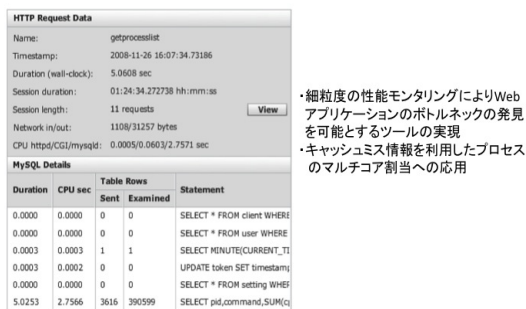 HTTP Request Data
Name: getprocesslist
Timestamp: 2008-11-26 16:07:34.73186
Duration (wall-clock): 5.0608 sec
Session duration: 01:24:34.272738 hh:mm:ss
Session length: 11 requests View
Network in/out: 1108/31257 bytes
CPU httpd/CGI/mysqld: 0.0005/0.0603/2.7571 sec
MySQL Details
Duration CPU sec Table Rows Statement
Sent Examined
0.0000 0.0000 0 0 SELECT * FROM client WHERE
0.0000 0.0000 0 0 SELECT * FROM user WHERE
0.0003 0.0003 1 1 SELECT MINUTE(CURRENT_TI
0.0003 0.0002 0 0 UPDATE token SET timestamp
0.0000 0.0000 0 0 SELECT * FROM setting WHER
5.0253 2.7566 3616 390599 SELECT pid,command,SUM(c
・細粒度の性能モンタリングによりWeb
アプリケーションのボトルネックの発見
を可能とするツールの実現
・キャッシュミス情報を利用したプロセス
のマルチコア割当への応用